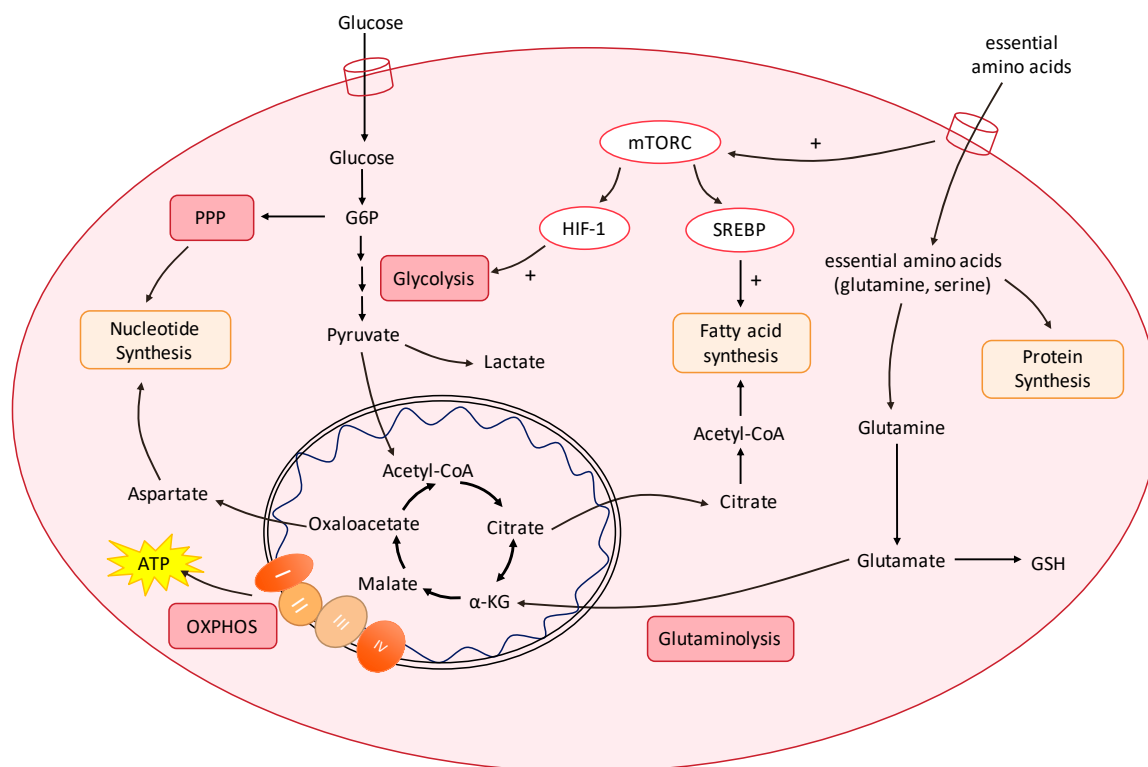 Glucose
essential
amino acids
mTORC
+
Glucose
PPP
G6P
HIF-1
SREBP
Glycolysis
+
+
essential amino acids
(glutamine, serine)
Nucleotide
Synthesis
Pyruvate
Lactate
Fatty acid
synthesis
Protein
Synthesis
Glutamine
Acetyl-CoA
Acetyl-CoA
Aspartate
Oxaloacetate
Citrate
Citrate
ATP
I
Malate
α-KG
Glutamate
GSH
II
OXPHOS
III
IV
Glutaminolysis